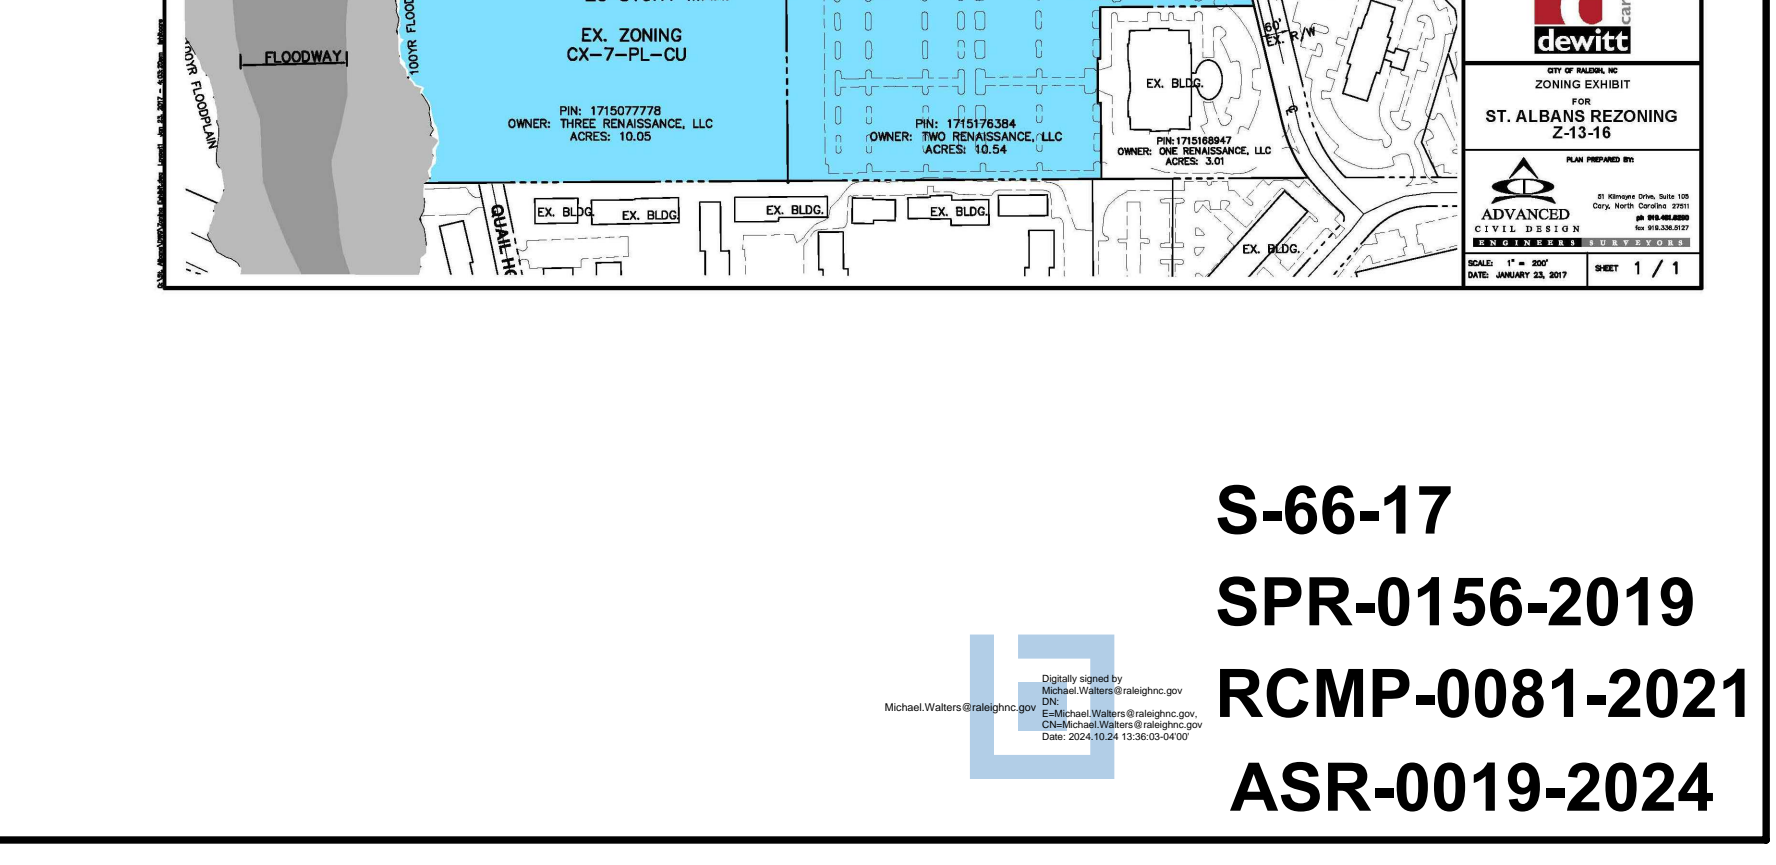 FLOODWAY
100YR FLOOD
FLOODPLAIN
EX. ZONING
CX-7-PL-CU
PIN: 1715077778
OWNER: THREE RENAISSANCE, LLC
ACRES: 10.05
PIN: 1715176384
OWNER: TWO RENAISSANCE, LLC
ACRES: 10.54
60'
EX. R/W
EX. BLDG.
PIN:1715168947
OWNER: ONE RENAISSANCE, LLC
ACRES: 3.01
QUAIL
EX. BLDG.
EX. BLDG.
EX. BLDG.
EX. BLDG.
EX. BLDG.
dewitt
CITY OF RALEIGH, NC
ZONING EXHIBIT
FOR
ST. ALBANS REZONING
Z-13-16
PLAN PREPARED BY:
ADVANCED
CIVIL DESIGN
ENGINEERS SURVEYORS
51 Kilmayne Drive, Suite 105
Cary, North Carolina 27511
fax 919.336.5127
SCALE: 1" = 200'
DATE: JANUARY 23, 2017
SHEET 1 / 1
S-66-17
SPR-0156-2019
RCMP-0081-2021
ASR-0019-2024
Michael.Walters@raleighnc.gov
Digitally signed by
Michael.Walters@raleighnc.gov
DN:
E=Michael.Walters@raleighnc.gov,
CN=Michael.Walters@raleighnc.gov
Date: 2024.10.24 13:36:03-04'00'